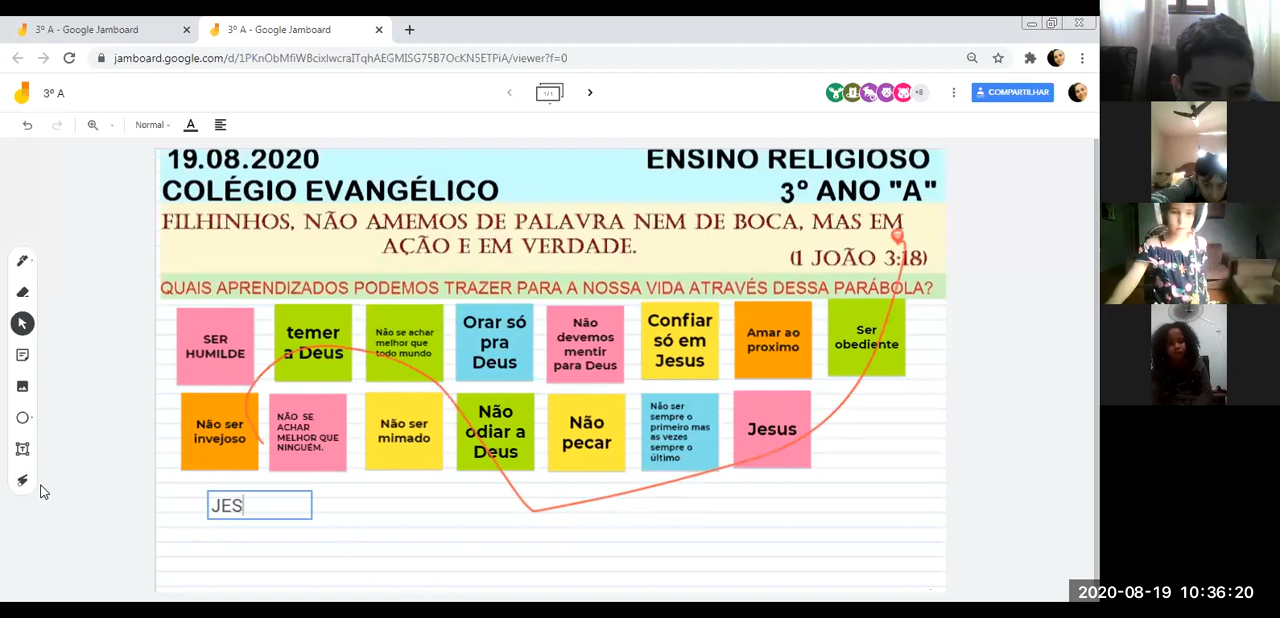 3º A - Google Jamboard
3º A - Google Jamboard
jamboard.google.com/d/1PKnObMfiWBcixlwcraITqhAEGMISG75B7OcKN5ETPiA/viewer?f=0
3º A
1/1
+8
COMPARTILHAR
Normal
19.08.2020
ENSINO RELIGIOSO
COLÉGIO EVANGÉLICO
3º ANO "A"
FILHINHOS, NÃO AMEMOS DE PALAVRA NEM DE BOCA, MAS EM
AÇÃO E EM VERDADE.
(1 JOÃO 3:18)
QUAIS APRENDIZADOS PODEMOS TRAZER PARA A NOSSA VIDA ATRAVÉS DESSA PARÁBOLA?
SER
HUMILDE
temer
a Deus
Não se achar
melhor que
todo mundo
Orar só
pra
Deus
Não
devemos
mentir
para Deus
Confiar
só em
Jesus
Amar ao
proximo
Ser
obediente
Não ser
invejoso
NÃO SE
ACHAR
MELHOR QUE
NINGUÉM.
Não ser
mimado
Não
odiar a
Deus
Não
pecar
Não ser
sempre o
primeiro mas
as vezes
sempre o
último
Jesus
JES
2020-08-19 10:36:20